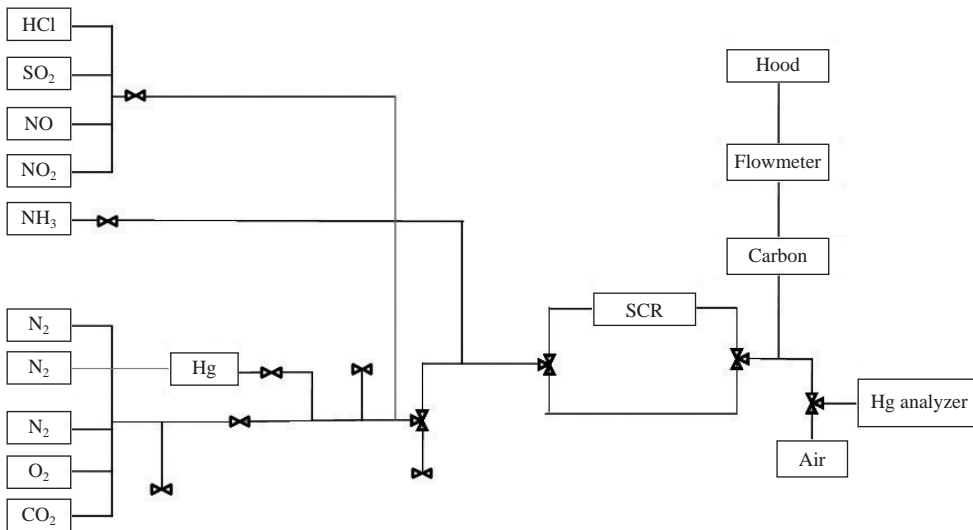 HCl
SO₂
NO
NO₂
NH₃
N₂
N₂
Hg
N₂
O₂
CO₂
SCR
Hood
Flowmeter
Carbon
Hg analyzer
Air